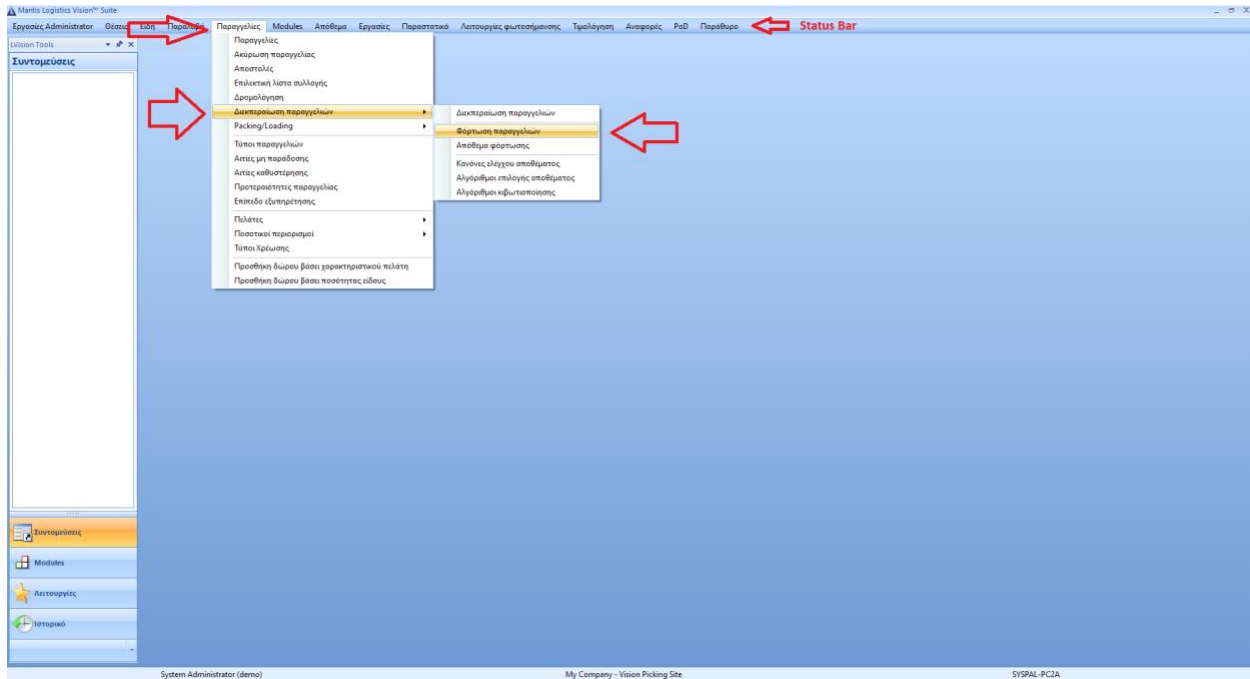 Mantis Logistics Vision™ Suite
Εργασίες Administrator Θέσεις Είδη Παραλαβή Παραγγελίες Modules Απόθεμα Εργασίες Παραστατικά Λειτουργίες φωτοσήμανσης Τιμολόγηση Αναφορές PoD Παράθυρο Status Bar
LVision Tools
Συντομεύσεις
Παραγγελίες
Ακύρωση παραγγελίας
Αποστολές
Επιλεκτική λίστα συλλογής
Δρομολόγηση
Διεκπεραίωση παραγγελιών
Packing/Loading
Τύποι παραγγελιών
Αιτίες μη παράδοσης
Αιτίες καθυστέρησης
Προτεραιότητες παραγγελίας
Επίπεδο εξυπηρέτησης
Πελάτες
Ποσοτικοί περιορισμοί
Τύποι Χρέωσης
Προσθήκη δώρου βάσει χαρακτηριστικού πελάτη
Προσθήκη δώρου βάσει ποσότητας είδους
Διεκπεραίωση παραγγελιών
Φόρτωση παραγγελιών
Απόθεμα φόρτωσης
Κανόνες ελέγχου αποθέματος
Αλγόριθμοι επιλογής αποθέματος
Αλγόριθμοι κιβωτιοποίησης
Συντομεύσεις
Modules
Λειτουργίες
Ιστορικό
System Administrator (demo) My Company - Vision Picking Site SYSPAL-PC2A